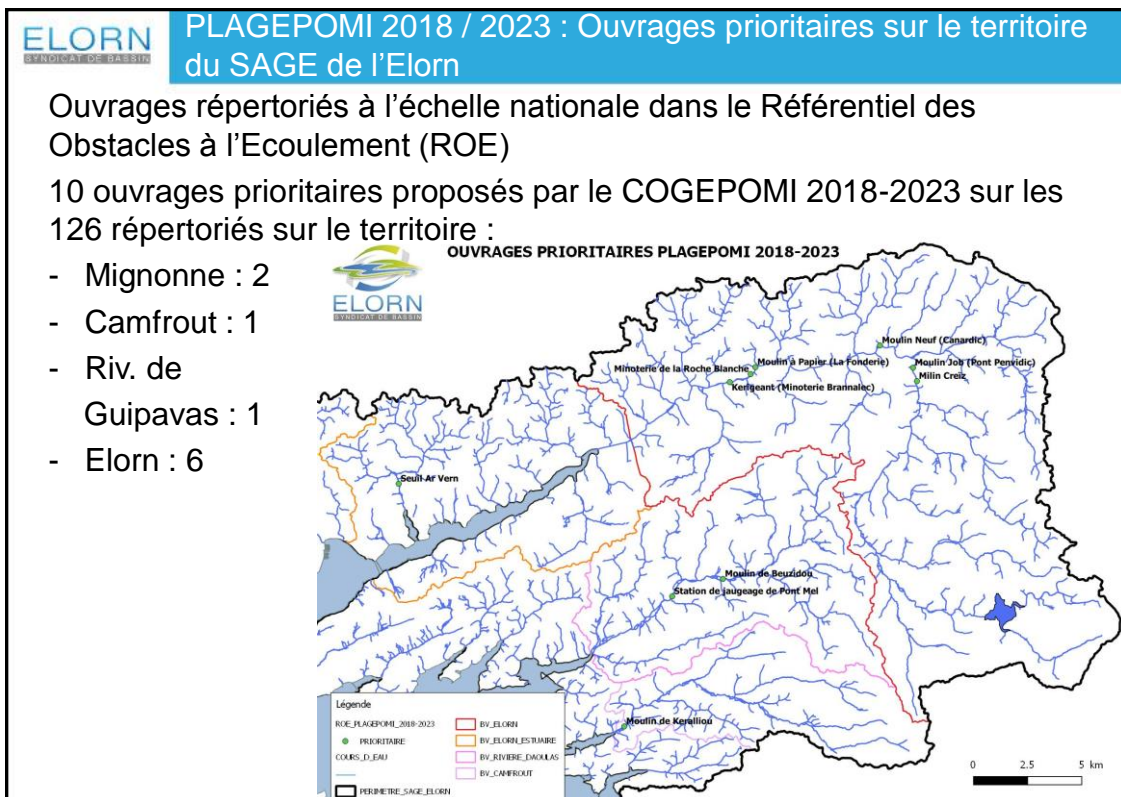 ELORN
SYNDICAT DE BASSIN
PLAGEPOMI 2018 / 2023 : Ouvrages prioritaires sur le territoire
du SAGE de l'Elorn
Ouvrages répertoriés à l'échelle nationale dans le Référentiel des
Obstacles à l'Ecoulement (ROE)
10 ouvrages prioritaires proposés par le COGEPOMI 2018-2023 sur les
126 répertoriés sur le territoire :
- Mignonne : 2
- Camfrout : 1
- Riv. de
Guipavas : 1
- Elorn : 6
OUVRAGES PRIORITAIRES PLAGEPOMI 2018-2023
ELORN
SYNDICAT DE BASSIN
Moulin Neuf (Canardic)
Minoterie de la Roche Blanche
Moulin à Papier (La Fonderie)
Moulin Job (Pont Penvidic)
Kerigeant (Minoterie Brannalec)
Milin Creiz
Seuil Ar Vern
Moulin de Beuzidou
Station de jaugeage de Pont Mel
Moulin de Keralliou
Légende
ROE_PLAGEPOMI_2018-2023
PRIORITAIRE
COURS_D_EAU
PERIMETRE_SAGE_ELORN
BV_ELORN
BV_ELORN_ESTUAIRE
BV_RIVIERE_DAOULAS
BV_CAMFROUT
0 2.5 5 km